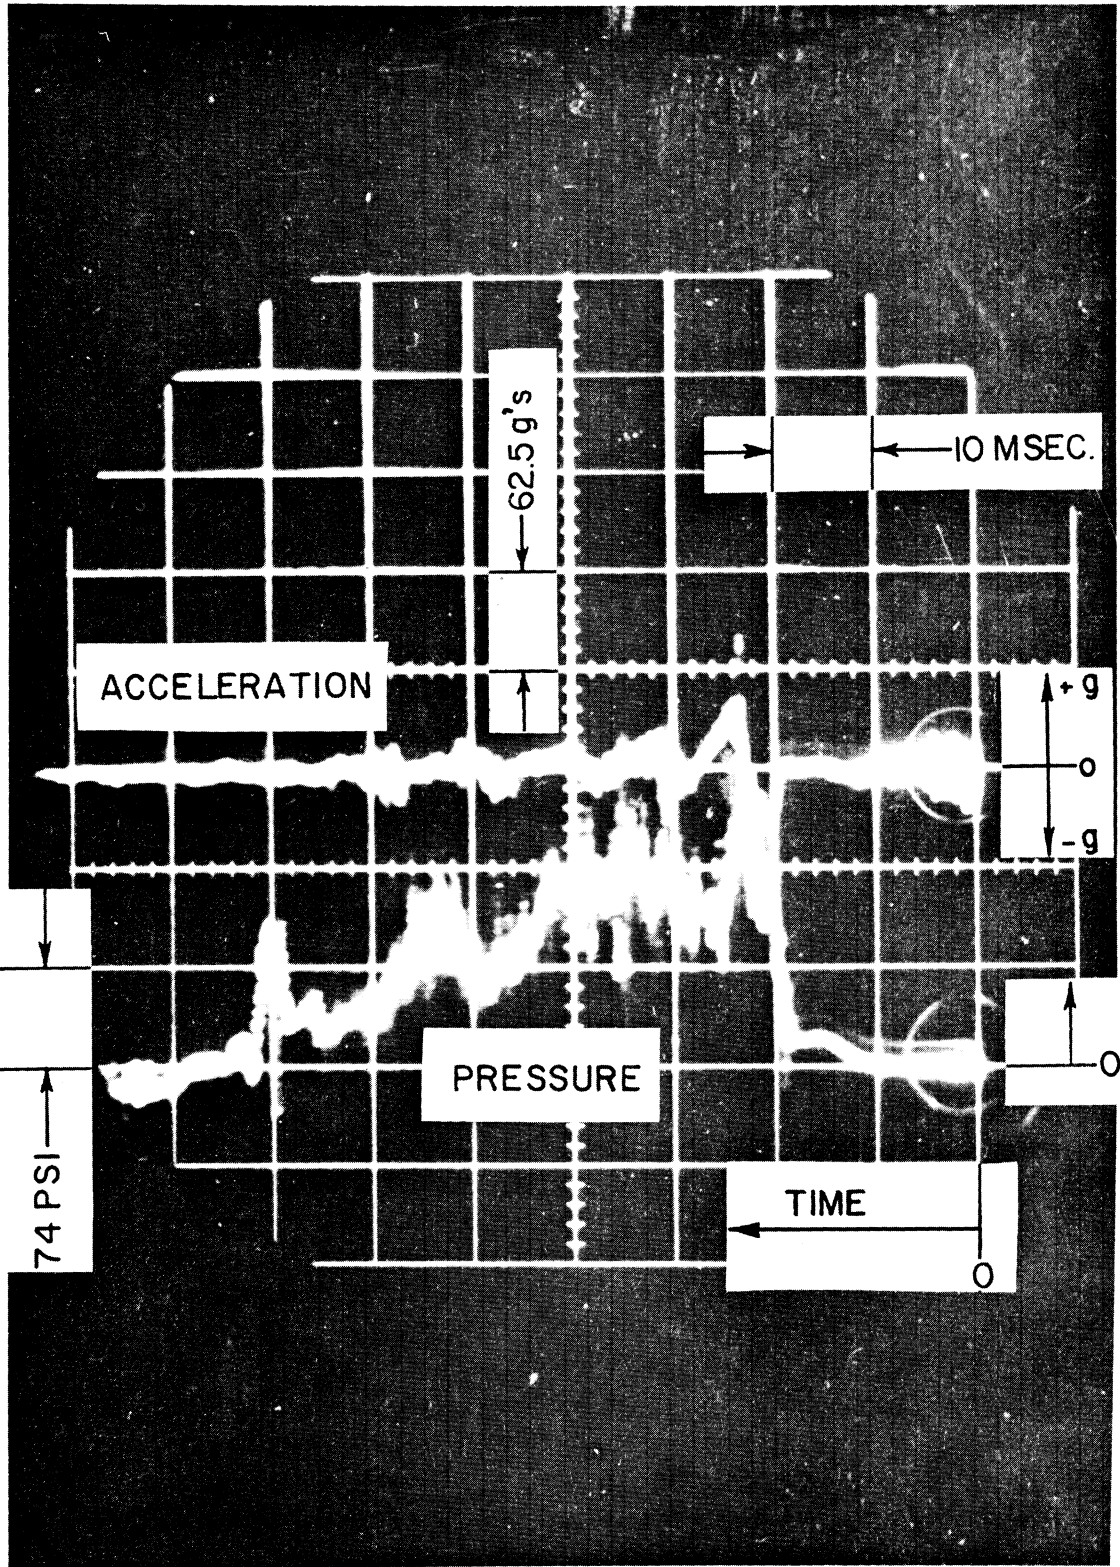 62.5 g's
10 MSEC.
ACCELERATION
+g
0
-g
PRESSURE
0
74 PSI
TIME
0